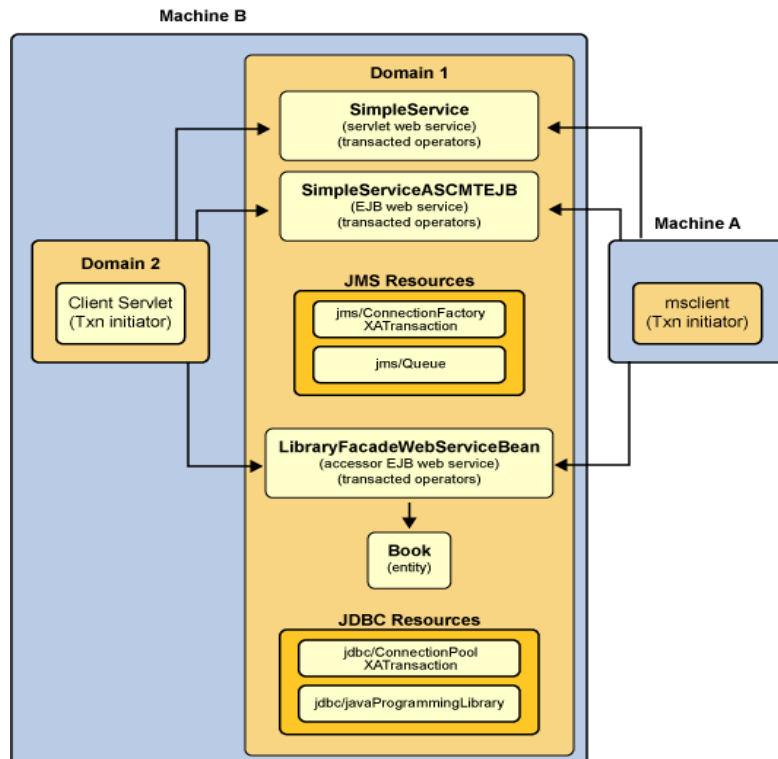 Machine B
Domain 1
SimpleService
(servlet web service)
(transacted operators)
SimpleServiceASCMTEJB
(EJB web service)
(transacted operators)
Machine A
Domain 2
Client Servlet
(Txn initiator)
JMS Resources
jms/ConnectionFactory
XATransaction
jms/Queue
msclient
(Txn initiator)
LibraryFacadeWebServiceBean
(accessor EJB web service)
(transacted operators)
Book
(entity)
JDBC Resources
jdbc/ConnectionPool
XATransaction
jdbc/javaProgrammingLibrary